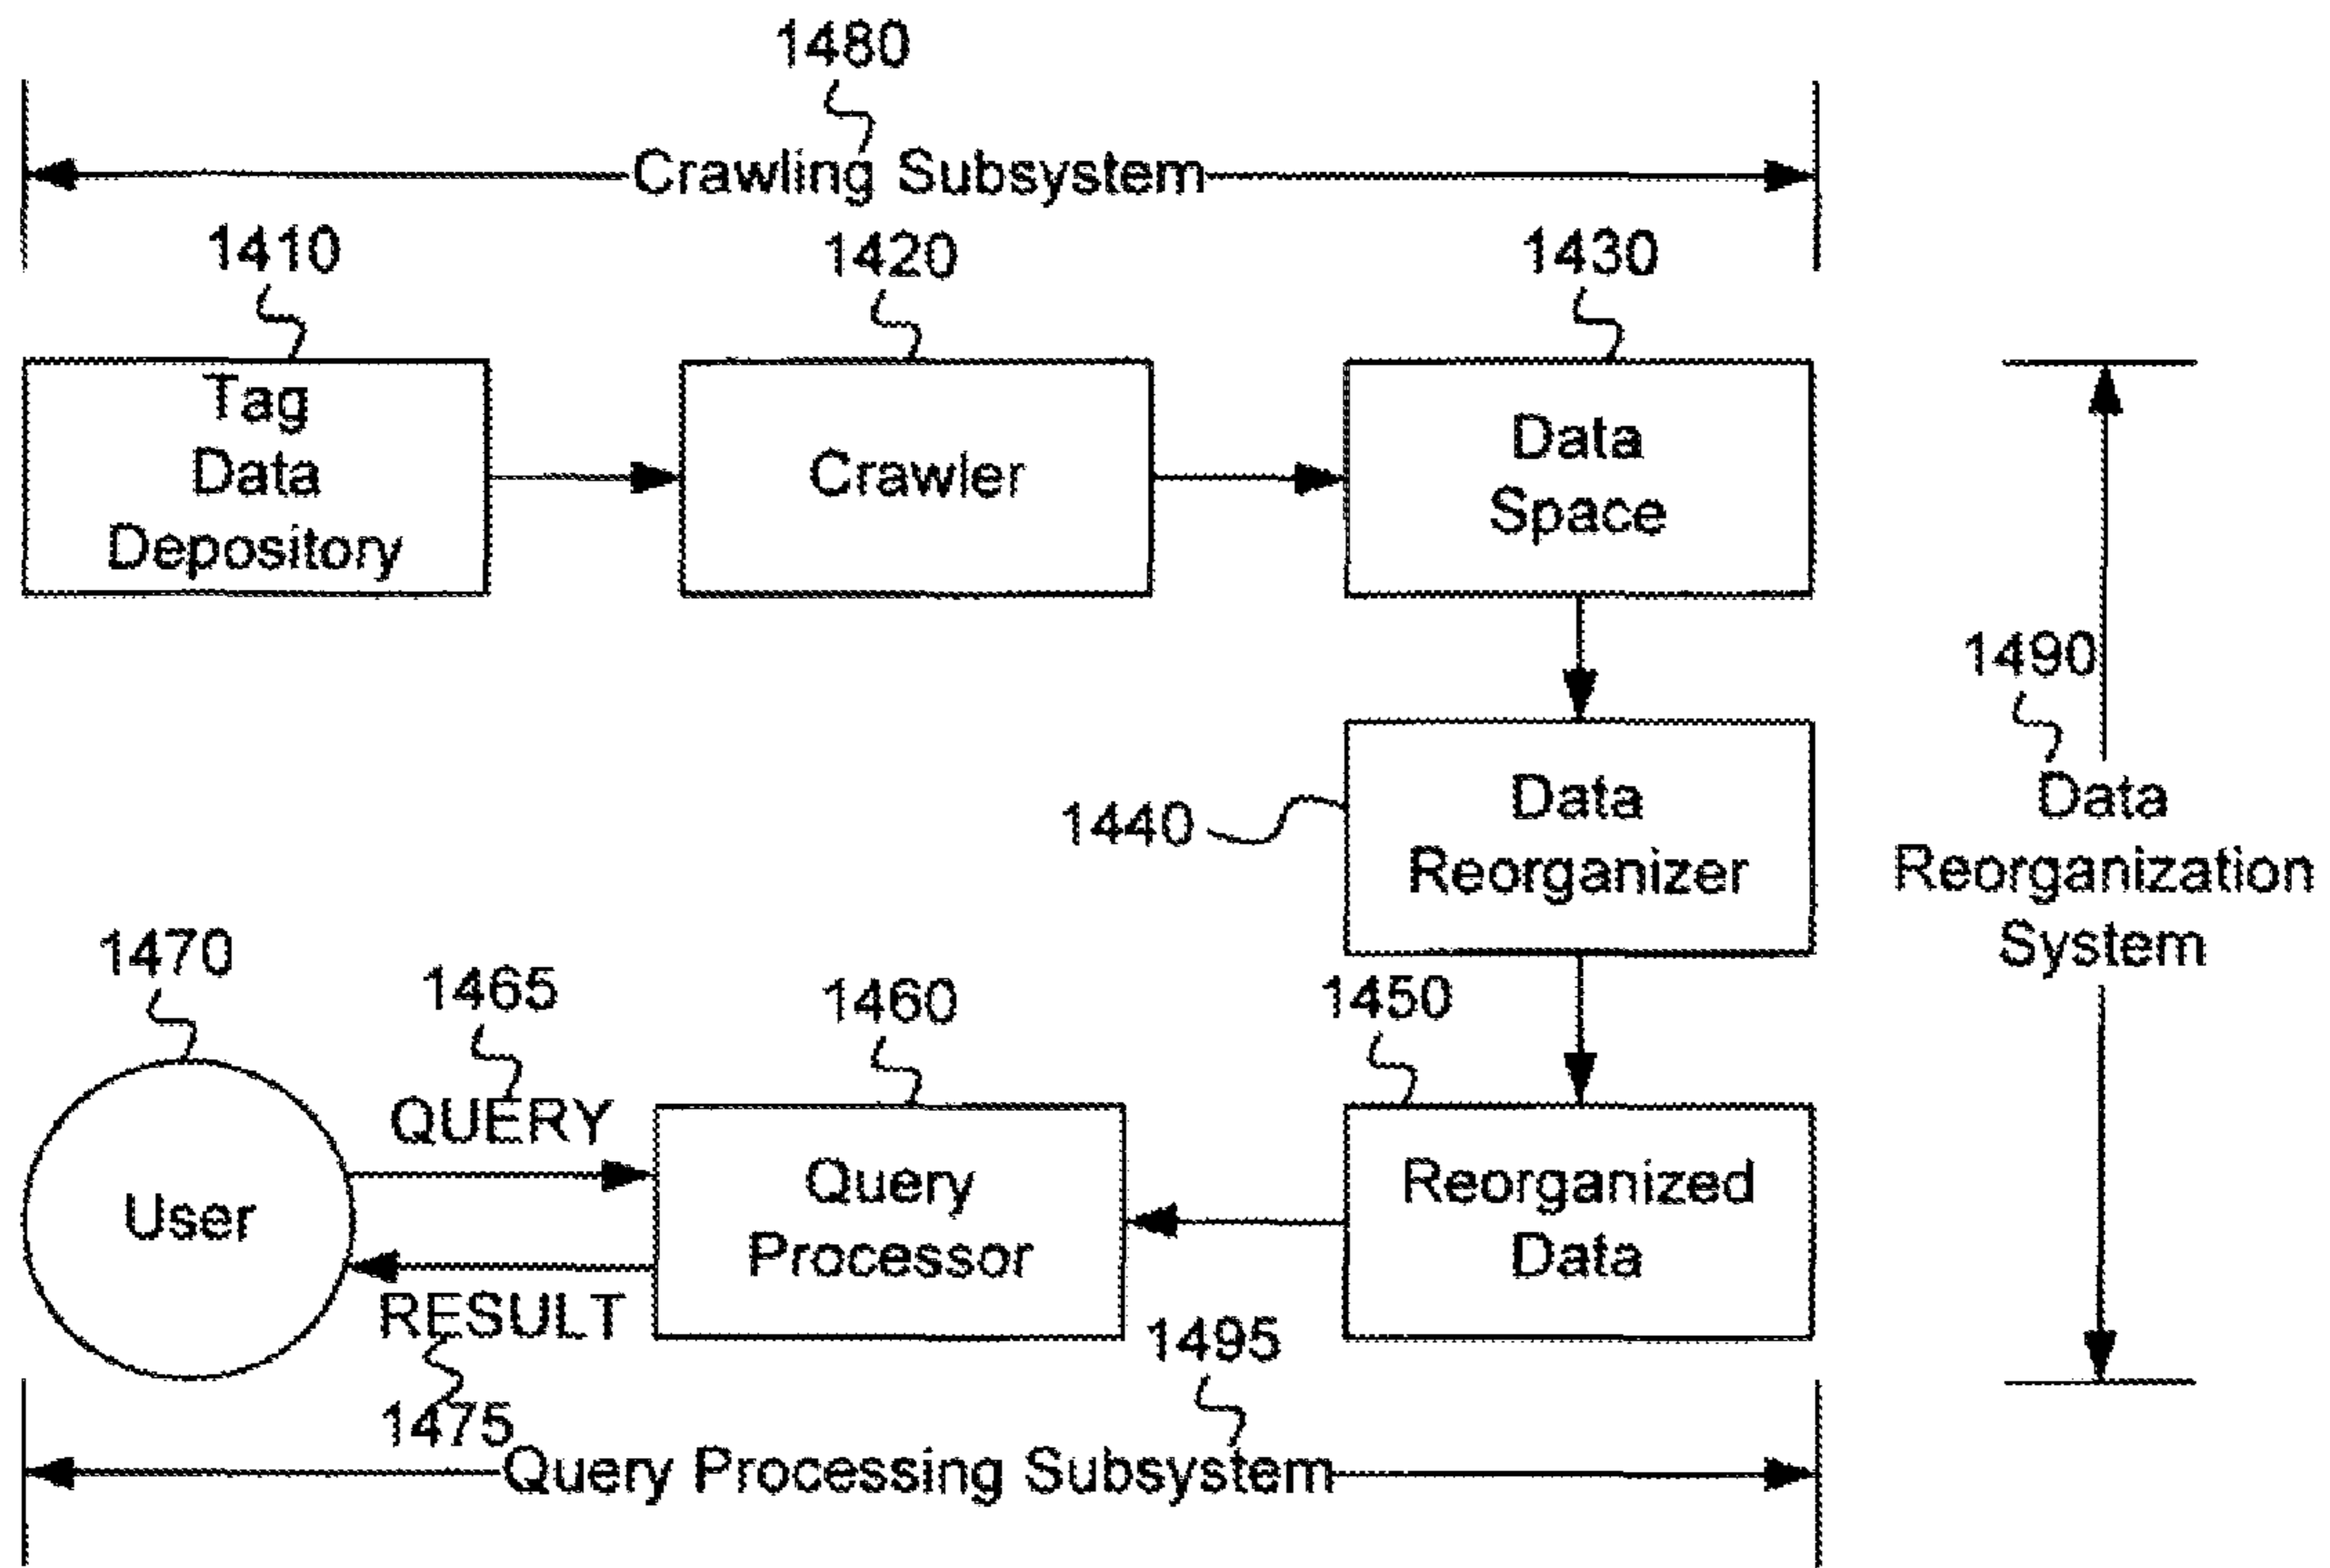 1480
Crawling Subsystem
1410
1420
1430
Tag
Data
Depository
Crawler
Data
Space
1490
Data
Reorganization
System
1440
Data
Reorganizer
1470
1465
1460
1450
QUERY
User
Query
Processor
Reorganized
Data
RESULT
1475
1495
Query Processing Subsystem